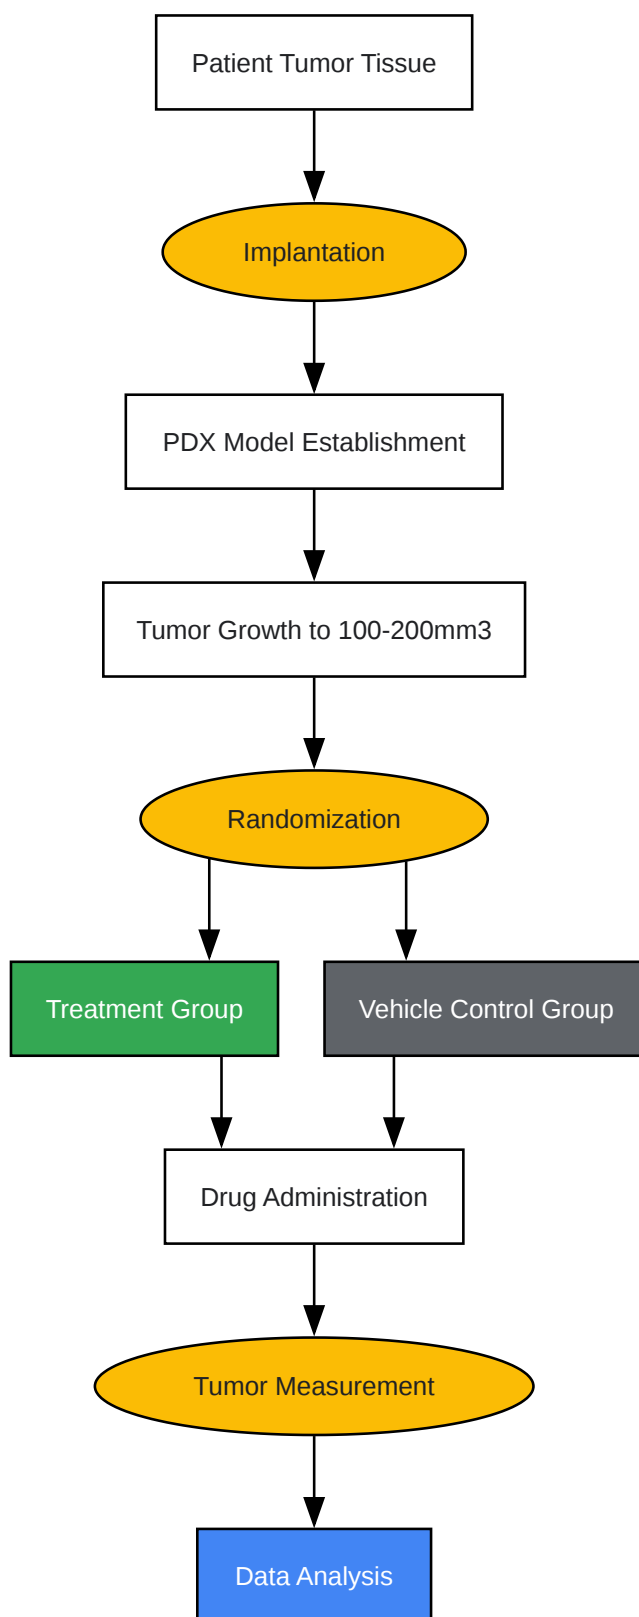 Patient Tumor Tissue
Implantation
PDX Model Establishment
Tumor Growth to 100-200mm3
Randomization
Treatment Group
Vehicle Control Group
Drug Administration
Tumor Measurement
Data Analysis